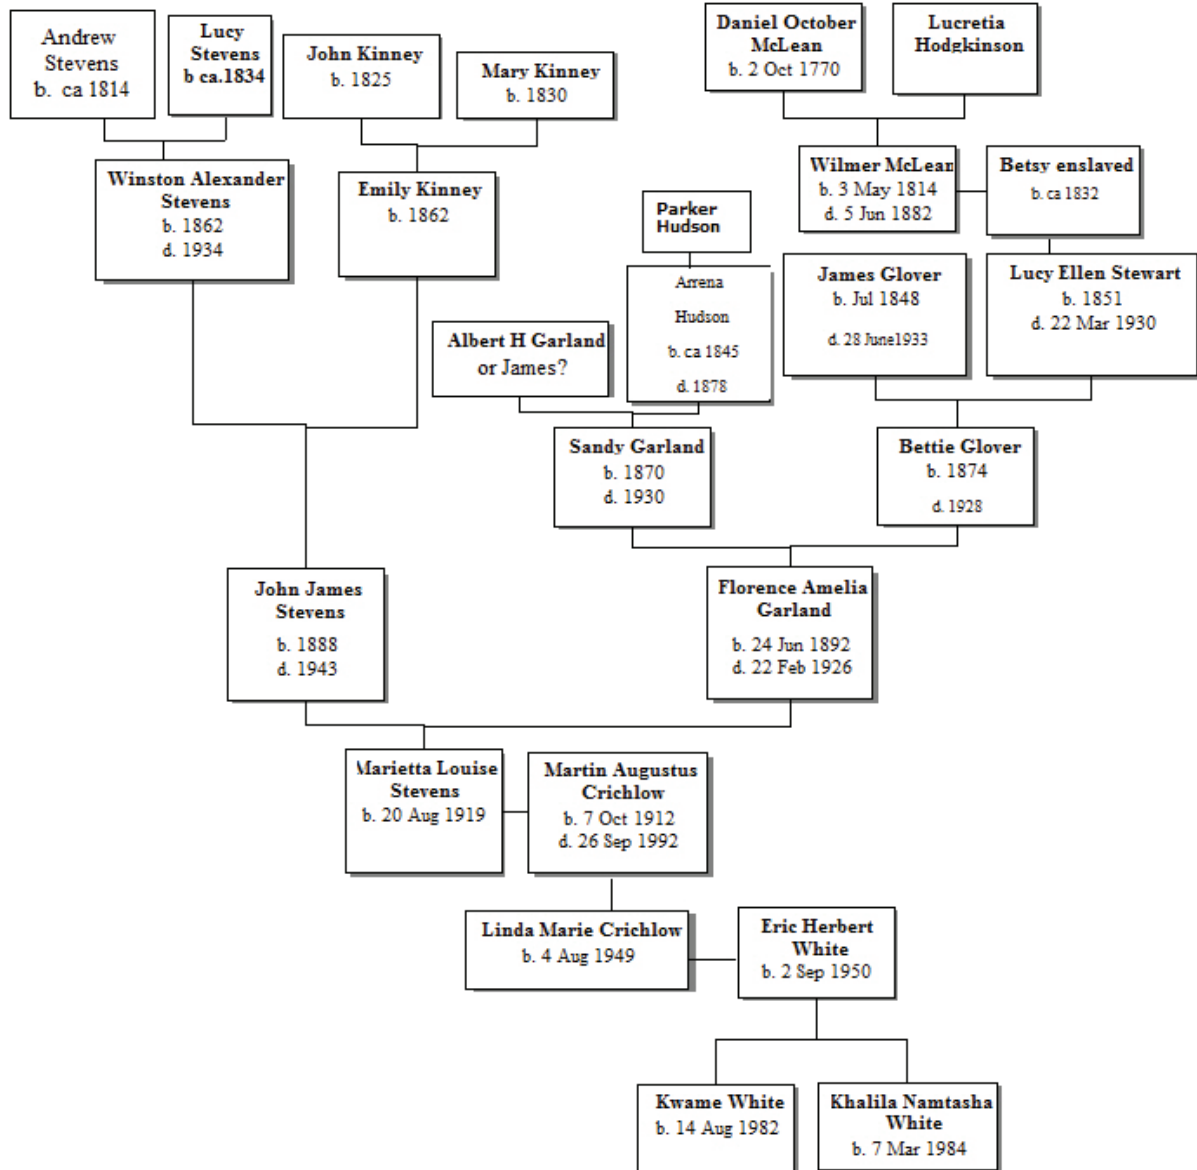 Andrew
Stevens
b. ca 1814
Lucy
Stevens
b ca.1834
John Kinney
b. 1825
Mary Kinney
b. 1830
Daniel October
McLean
b. 2 Oct 1770
Lucretia
Hodgkinson
Winston Alexander
Stevens
b. 1862
d. 1934
Emily Kinney
b. 1862
Wilmer McLean
b. 3 May 1814
d. 5 Jun 1882
Betsy enslaved
b. ca 1832
Parker
Hudson
Arrena
Hudson
b. ca 1845
d. 1878
James Glover
b. Jul 1848
d. 28 June1933
Lucy Ellen Stewart
b. 1851
d. 22 Mar 1930
Albert H Garland
or James?
Sandy Garland
b. 1870
d. 1930
Bettie Glover
b. 1874
d. 1928
John James
Stevens
b. 1888
d. 1943
Florence Amelia
Garland
b. 24 Jun 1892
d. 22 Feb 1926
Marietta Louise
Stevens
b. 20 Aug 1919
Martin Augustus
Crichlow
b. 7 Oct 1912
d. 26 Sep 1992
Linda Marie Crichlow
b. 4 Aug 1949
Eric Herbert
White
b. 2 Sep 1950
Kwame White
b. 14 Aug 1982
Khalila Namtasha
White
b. 7 Mar 1984